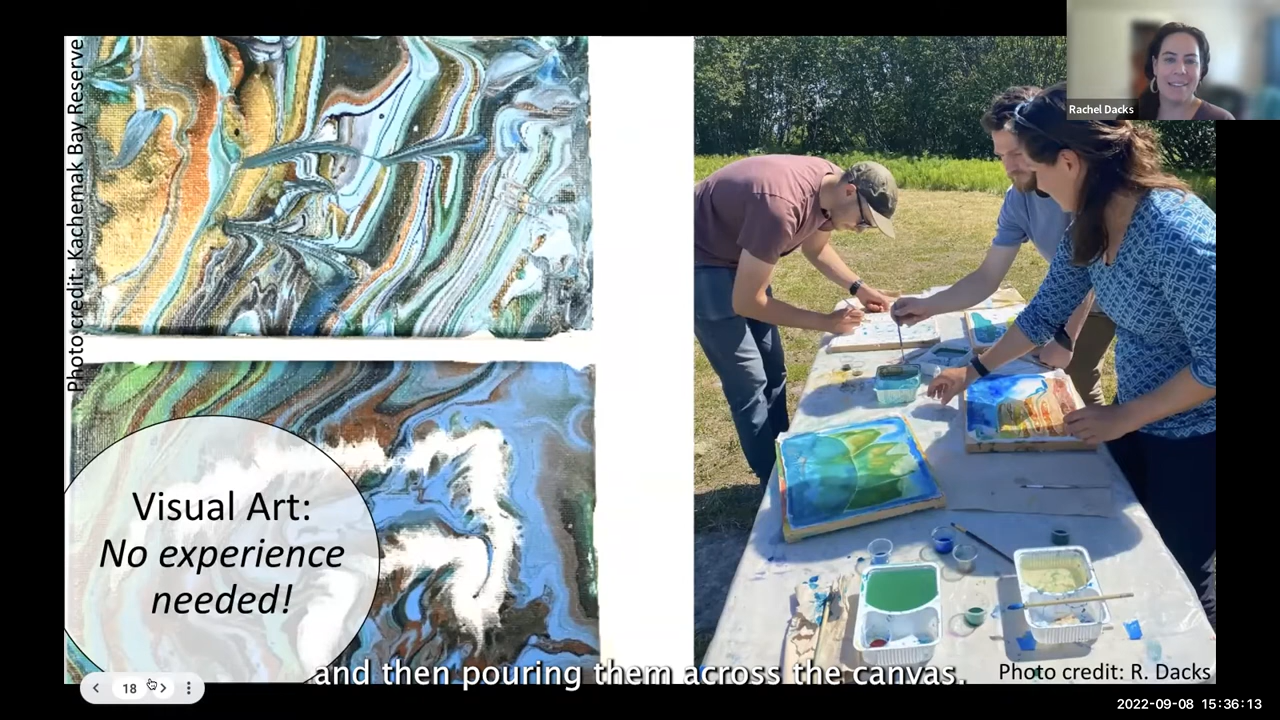 Photo credit: Kachemak Bay Reserve
Rachel Dacks
Visual Art:
No experience
needed!
and then pouring them across the canvas.
Photo credit: R. Dacks
18
2022-09-08 15:36:13